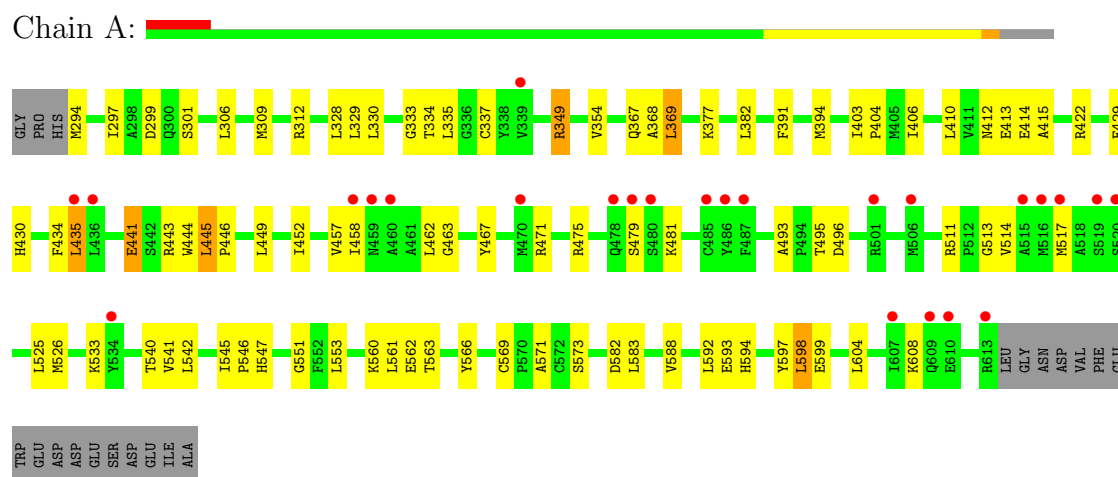 Chain A:
GLY PRO HIS M294 I297 A298 D299 Q300 S301 L306 M309 R312 L328 L329 L330 G333 T334 L335 G336 C337 Y338 V339 R349 V354 Q367 A368 L369 K377 L382 F391 M394 I403 P404 M405 I406 L410 V411 N412 E413 E414 A415 R422
H430 F434 L435 L436 E441 S442 R443 W444 L445 P446 L449 I452 V457 I458 N459 A460 A461 L462 G463 Y467 M470 R471 R475 Q478 S479 S480 K481 C485 Y486 F487 A493 P494 T495 D496 R501 M506 R511 P512 G513 V514 A515 M516 M517 A518 S519
L525 M526 K533 Y534 T540 V541 L542 I545 P546 H547 G551 F552 L553 K560 L561 E562 T563 Y566 C569 P570 A571 C572 S573 D582 L583 V588 L592 E593 H594 Y597 L598 E599 L604 I607 K608 Q609 E610 R613 LEU GLY ASN ASP VAL PHE
TRP GLU ASP ASP GLU SER ASP GLU ILE ALA